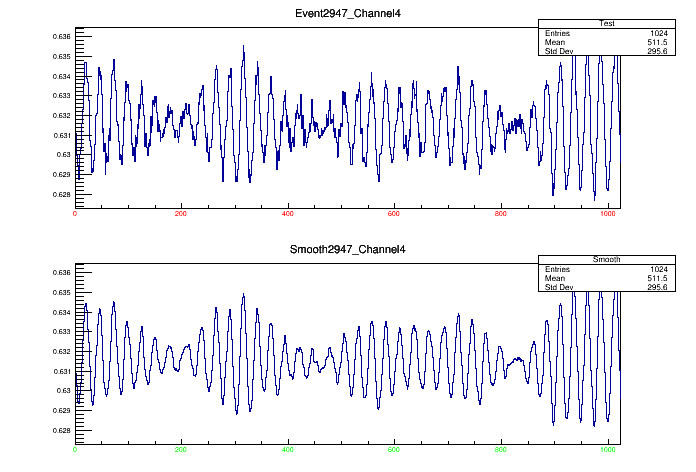 Event2947_Channel4
Test
Entries 1024
Mean 511.5
Std Dev 295.6
0.636
0.635
0.634
0.633
0.632
0.631
0.63
0.629
0.628
0 200 400 600 800 1000
Smooth2947_Channel4
Smooth
Entries 1024
Mean 511.5
Std Dev 295.6
0.636
0.635
0.634
0.633
0.632
0.631
0.63
0.629
0.628
0 200 400 600 800 1000